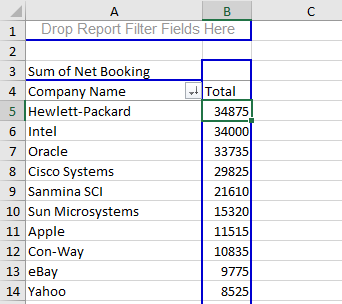 A B C
1 Drop Report Filter Fields Here
2
3 Sum of Net Booking
4 Company Name Total
5 Hewlett-Packard 34875
6 Intel 34000
7 Oracle 33735
8 Cisco Systems 29825
9 Sanmina SCI 21610
10 Sun Microsystems 15320
11 Apple 11515
12 Con-Way 10835
13 eBay 9775
14 Yahoo 8525